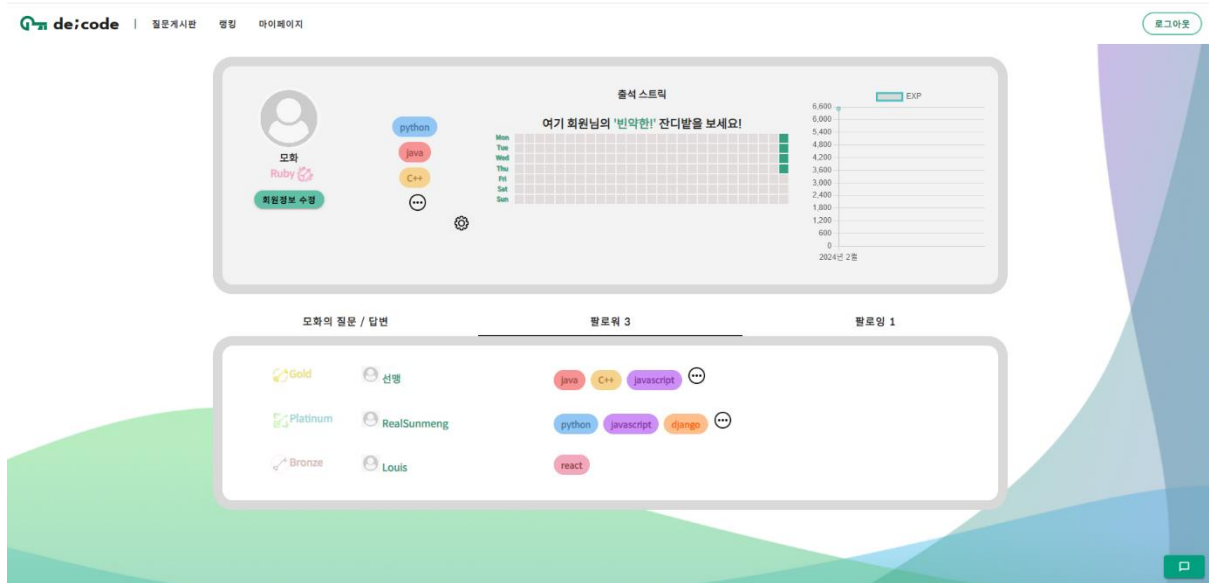 de;code | 질문게시판 랭킹 마이페이지 로그아웃
모화
Ruby
회원정보 수정
python
java
C++
출석 스트릭
여기 회원님의 '빈약한!' 잔디밭을 보세요!
Mon
Tue
Wed
Thu
Fri
Sat
Sun
EXP
6,600
6,000
5,400
4,800
4,200
3,600
3,000
2,400
1,800
1,200
600
0
2024년 2월
모화의 질문 / 답변 팔로워 3 팔로잉 1
Gold 선맹 java C++ javascript
Platinum RealSunmeng python javascript django
Bronze Louis react